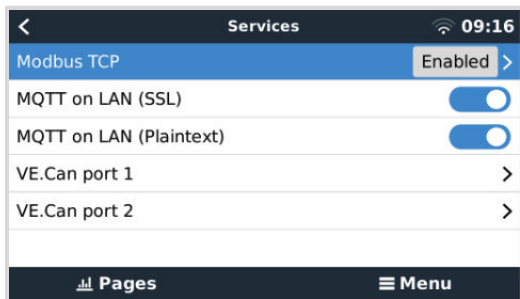 Services 09:16
Modbus TCP Enabled
MQTT on LAN (SSL)
MQTT on LAN (Plaintext)
VE.Can port 1
VE.Can port 2
Pages Menu